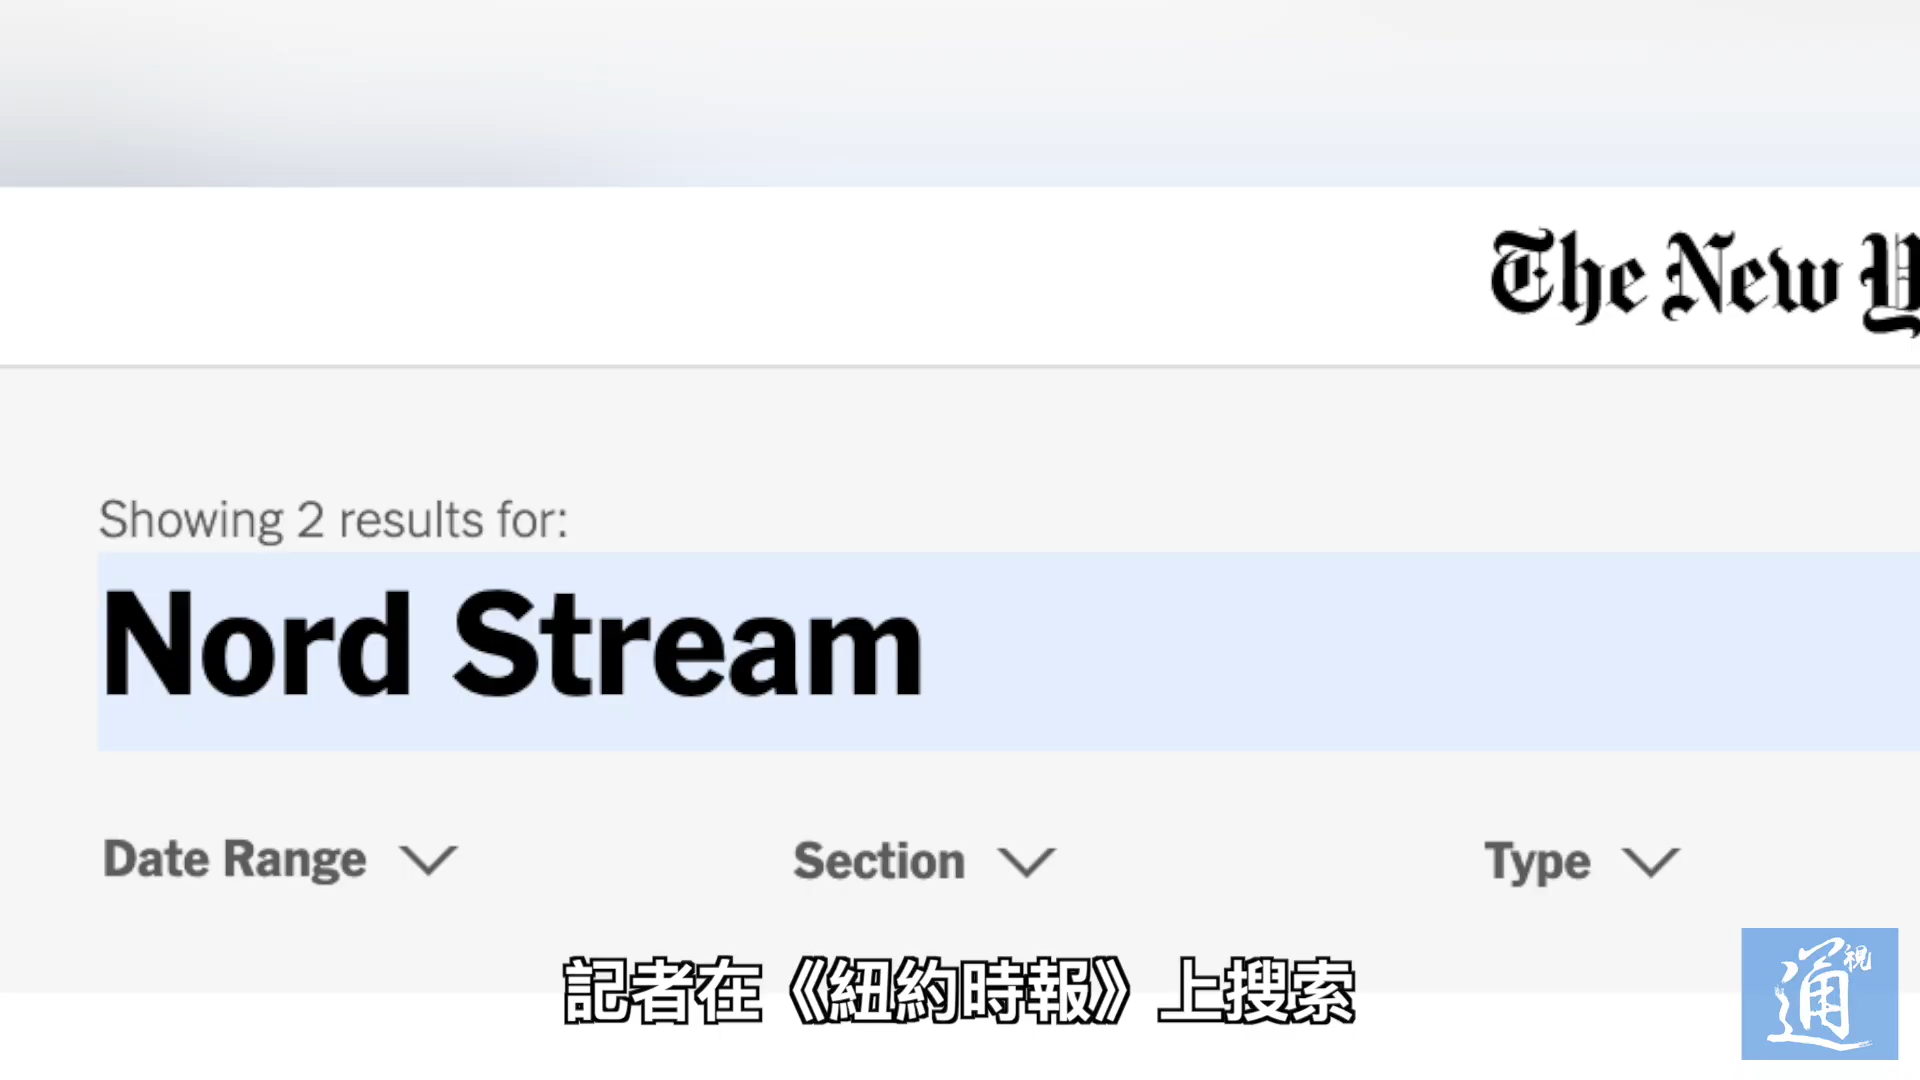 The New Y
Showing 2 results for:
Nord Stream
Date Range
Section
Type
記者在《紐約時報》上搜索
通視